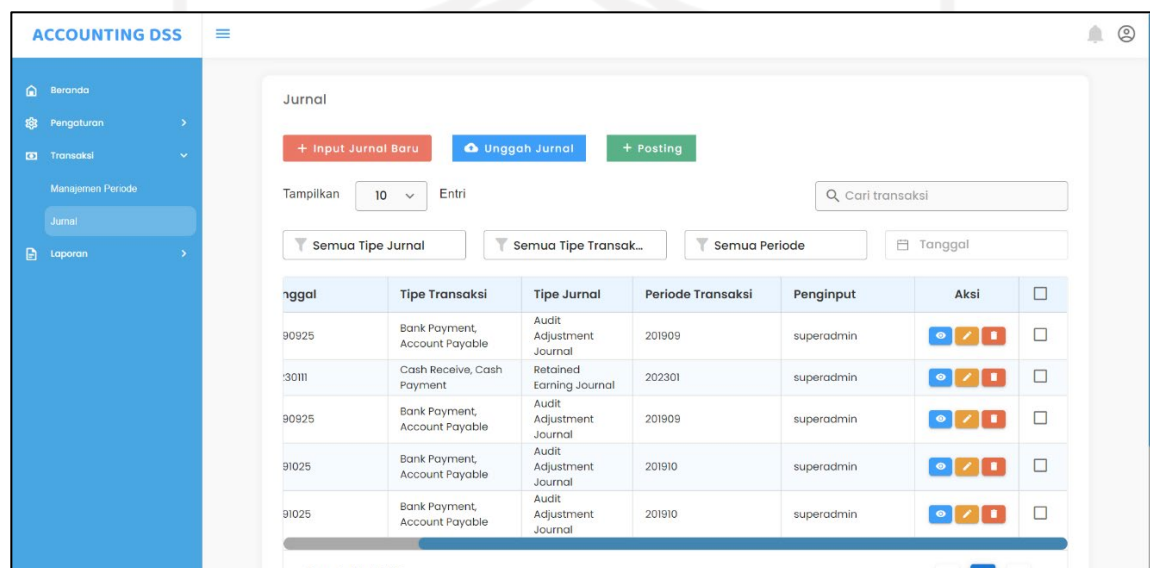 ACCOUNTING DSS
Beranda
Pengaturan
Transaksi
Manajemen Periode
Jurnal
Laporan
Jurnal
+ Input Jurnal Baru
Unggah Jurnal
+ Posting
Tampilkan 10 Entri
Cari transaksi
Semua Tipe Jurnal
Semua Tipe Transak...
Semua Periode
Tanggal
nggal Tipe Transaksi Tipe Jurnal Periode Transaksi Penginput Aksi
90925 Bank Payment, Account Payable Audit Adjustment Journal 201909 superadmin
230111 Cash Receive, Cash Payment Retained Earning Journal 202301 superadmin
90925 Bank Payment, Account Payable Audit Adjustment Journal 201909 superadmin
91025 Bank Payment, Account Payable Audit Adjustment Journal 201910 superadmin
91025 Bank Payment, Account Payable Audit Adjustment Journal 201910 superadmin